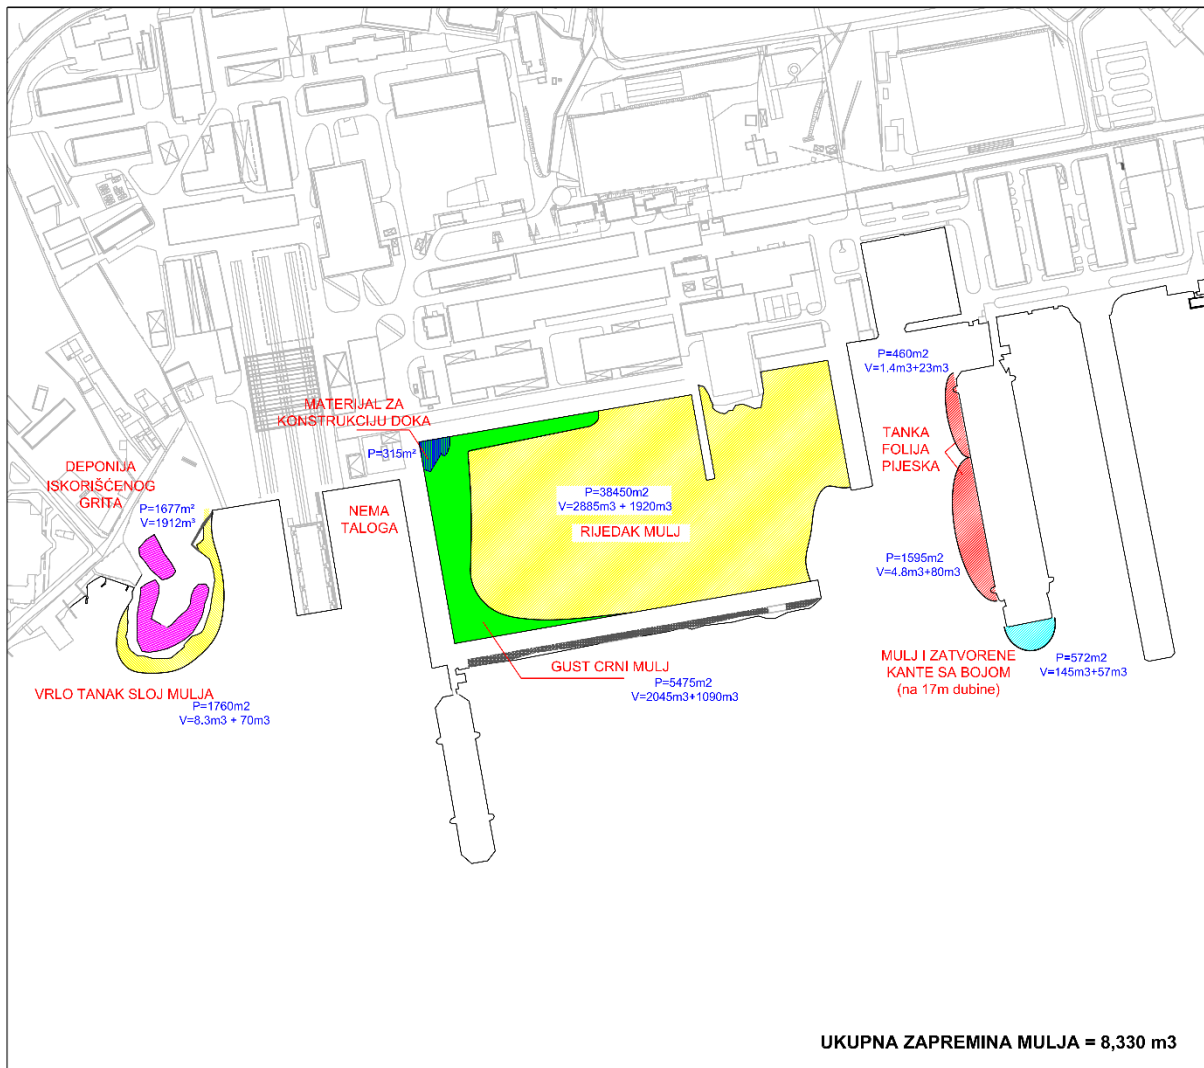 P=460m2
V=1.4m3+23m3
MATERIJAL ZA
KONSTRUKCIJU DOKA
P=315m²
TANKA
FOLIJA
PIJESKA
DEPONIJA
ISKORIŠĆENOG
GRITA
P=1677m²
V=1912m³
NEMA
TALOGA
P=38450m2
V=2885m3 + 1920m3
RIJEDAK MULJ
P=1595m2
V=4.8m3+80m3
GUST CRNI MULJ
P=5475m2
V=2045m3+1090m3
MULJ I ZATVORENE
KANTE SA BOJOM
(na 17m dubine)
P=572m2
V=145m3+57m3
VRLO TANAK SLOJ MULJA
P=1760m2
V=8.3m3 + 70m3
UKUPNA ZAPREMINA MULJA = 8,330 m3